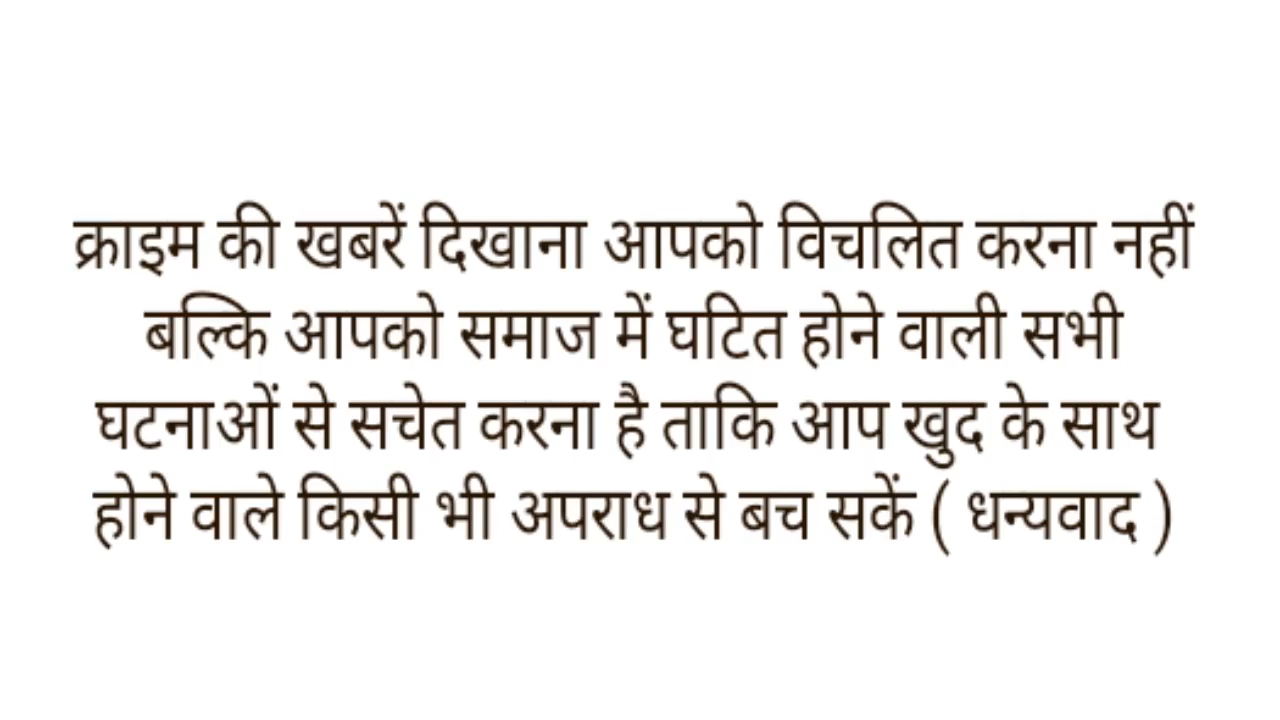 क्राइम की खबरें दिखाना आपको विचलित करना नहीं
बल्कि आपको समाज में घटित होने वाली सभी
घटनाओं से सचेत करना है ताकि आप खुद के साथ
होने वाले किसी भी अपराध से बच सकें ( धन्यवाद )